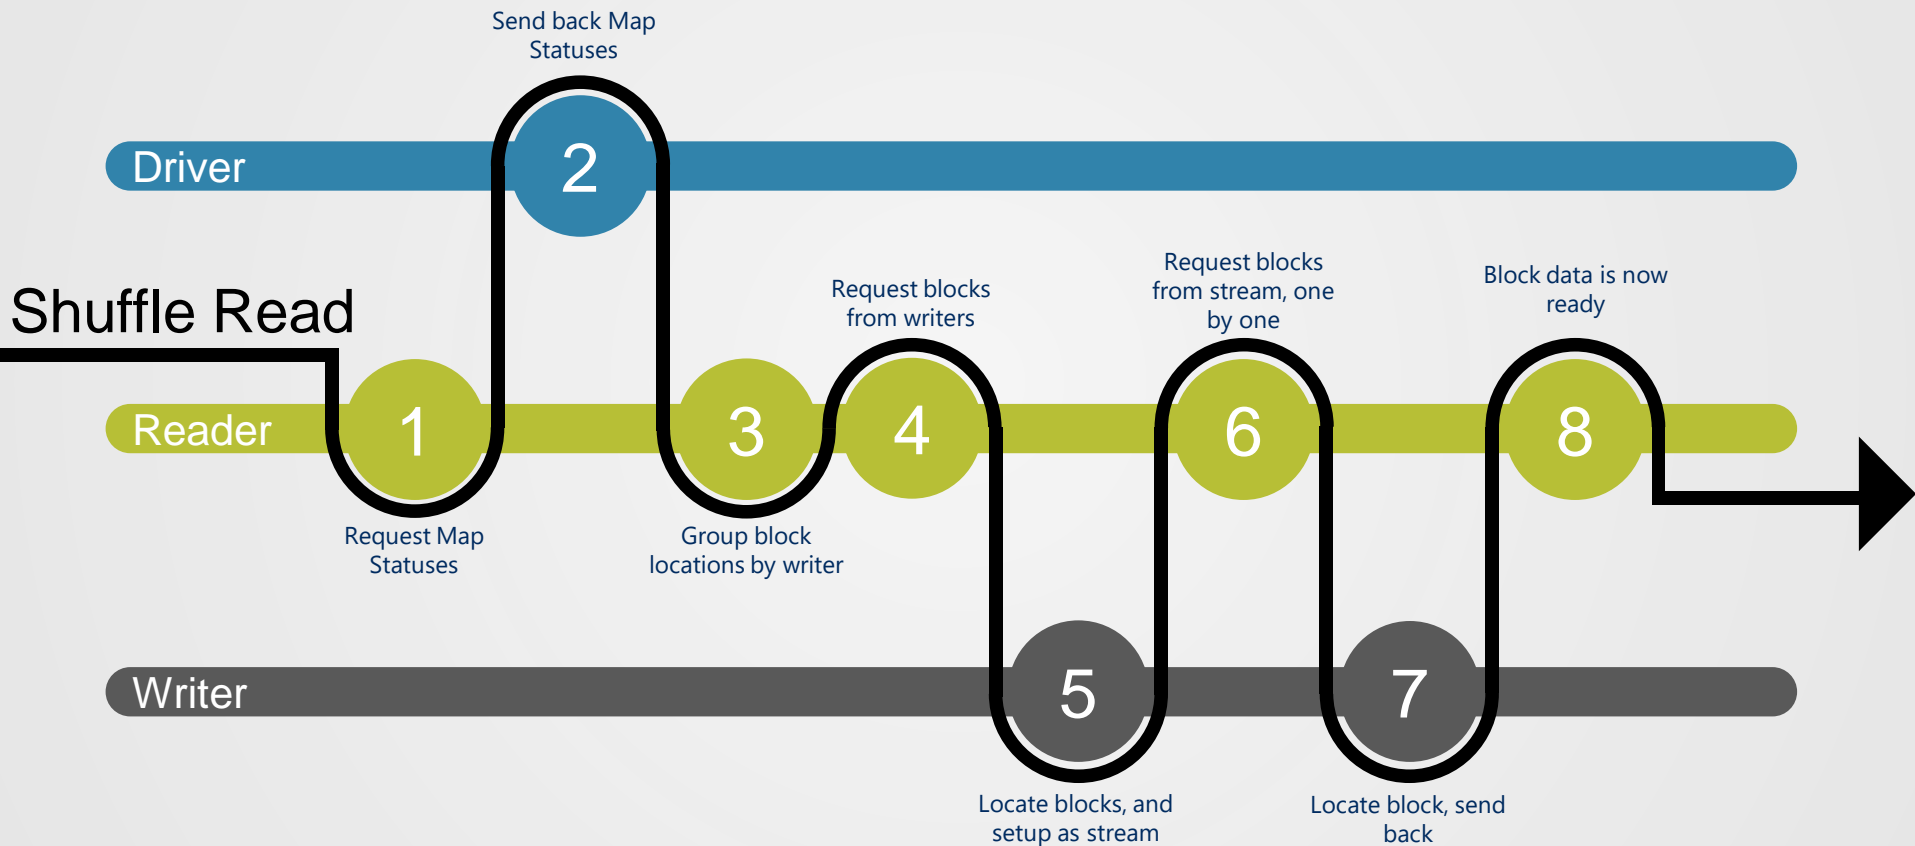 Send back Map
Statuses
Driver
2
Shuffle Read
Request blocks
from writers
Request blocks
from stream, one
by one
Block data is now
ready
Reader
1
3
4
6
8
Request Map
Statuses
Group block
locations by writer
Writer
5
7
Locate blocks, and
setup as stream
Locate block, send
back